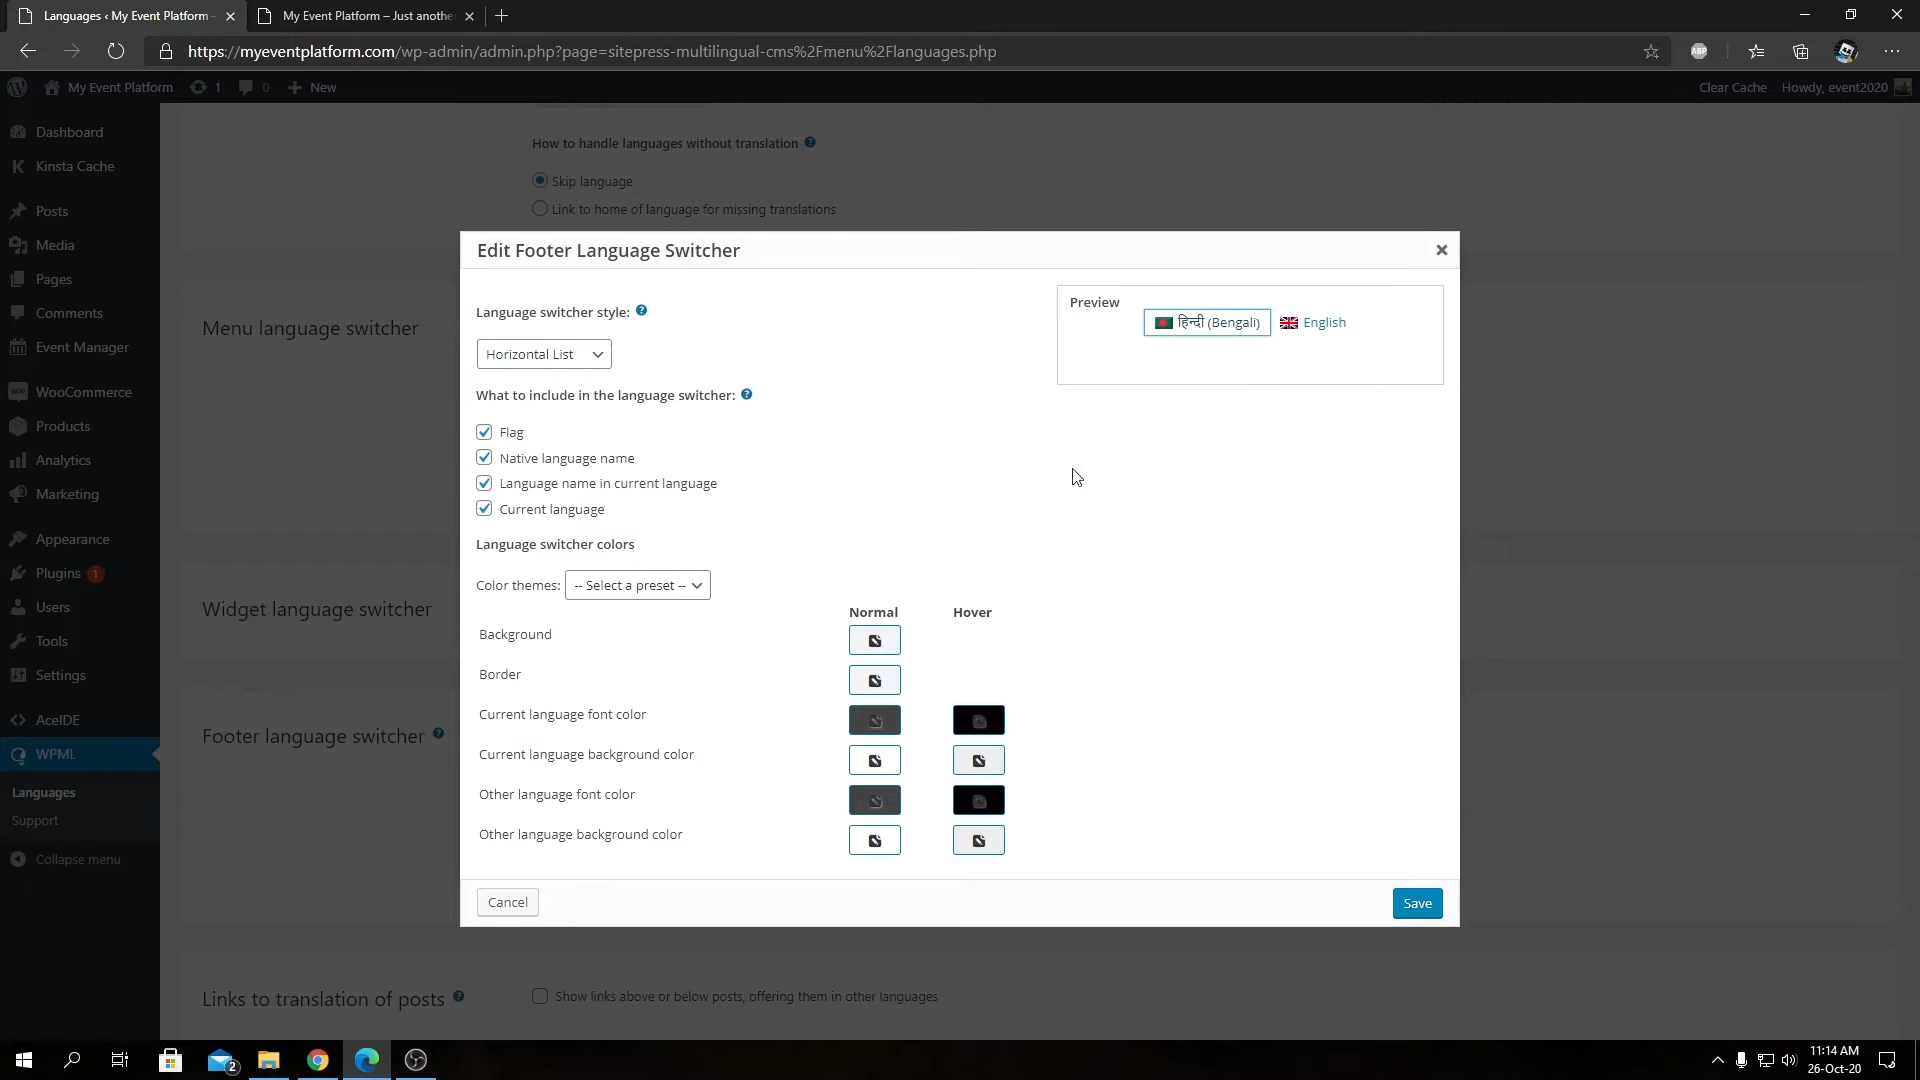 Languages ‹ My Event Platform -
My Event Platform – Just anothe
https://myeventplatform.com/wp-admin/admin.php?page=sitepress-multilingual-cms%2Fmenu%2Flanguages.php
ABP
My Event Platform
1
0
New
Clear Cache
Howdy, event2020
Dashboard
Kinsta Cache
Posts
Media
Pages
Comments
Event Manager
WooCommerce
Products
Analytics
Marketing
Appearance
Plugins 1
Users
Tools
Settings
AceIDE
WPML
Languages
Support
Collapse menu
How to handle languages without translation
Skip language
Link to home of language for missing translations
Menu language switcher
Widget language switcher
Footer language switcher
Links to translation of posts
Show links above or below posts, offering them in other languages
Edit Footer Language Switcher
Language switcher style:
Horizontal List
What to include in the language switcher:
Flag
Native language name
Language name in current language
Current language
Language switcher colors
Color themes: -- Select a preset --
Normal Hover
Background
Border
Current language font color
Current language background color
Other language font color
Other language background color
Preview
हिन्दी (Bengali) English
Cancel
Save
2
11:14 AM
26-Oct-20